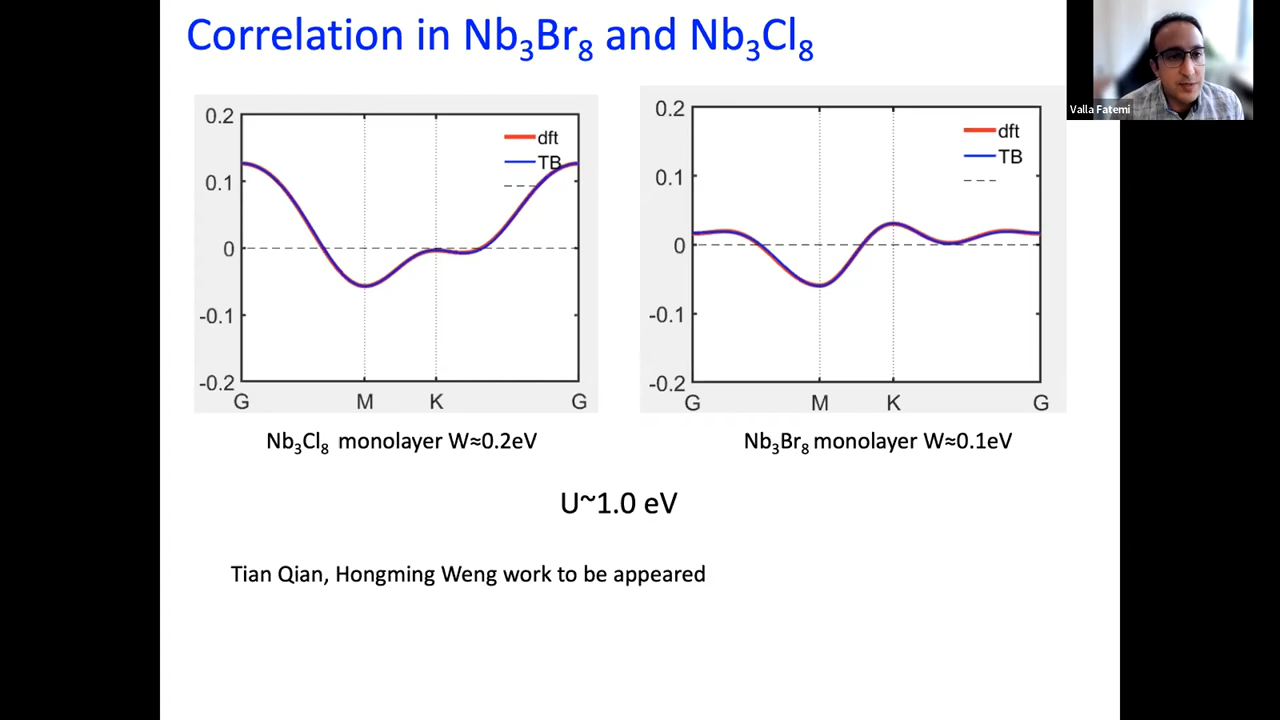 Correlation in Nb₃Br₈ and Nb₃Cl₈
Valla Fatemi
0.2
0.1
0
-0.1
-0.2
G
M
K
G
dft
TB
0.2
0.1
0
-0.1
-0.2
G
M
K
G
dft
TB
Nb₃Cl₈ monolayer W≈0.2eV
Nb₃Br₈ monolayer W≈0.1eV
U~1.0 eV
Tian Qian, Hongming Weng work to be appeared